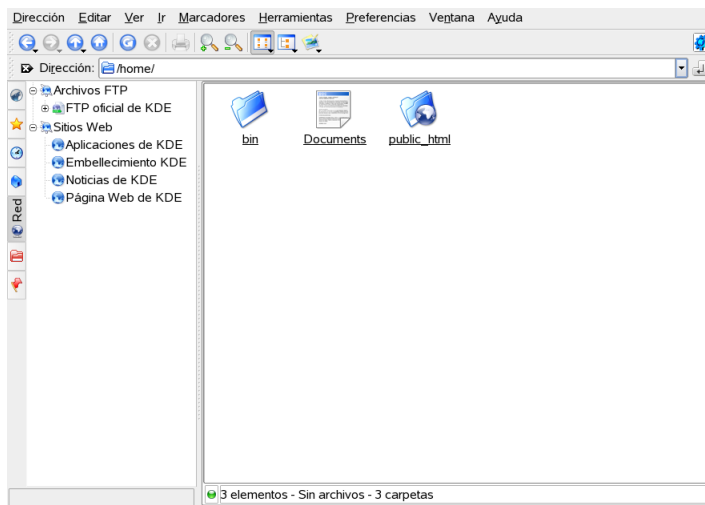 Dirección Editar Ver Ir Marcadores Herramientas Preferencias Ventana Ayuda
Dirección: /home/
Archivos FTP
FTP oficial de KDE
Sitios Web
Aplicaciones de KDE
Embellecimiento KDE
Noticias de KDE
Página Web de KDE
Red
bin Documents public_html
3 elementos - Sin archivos - 3 carpetas